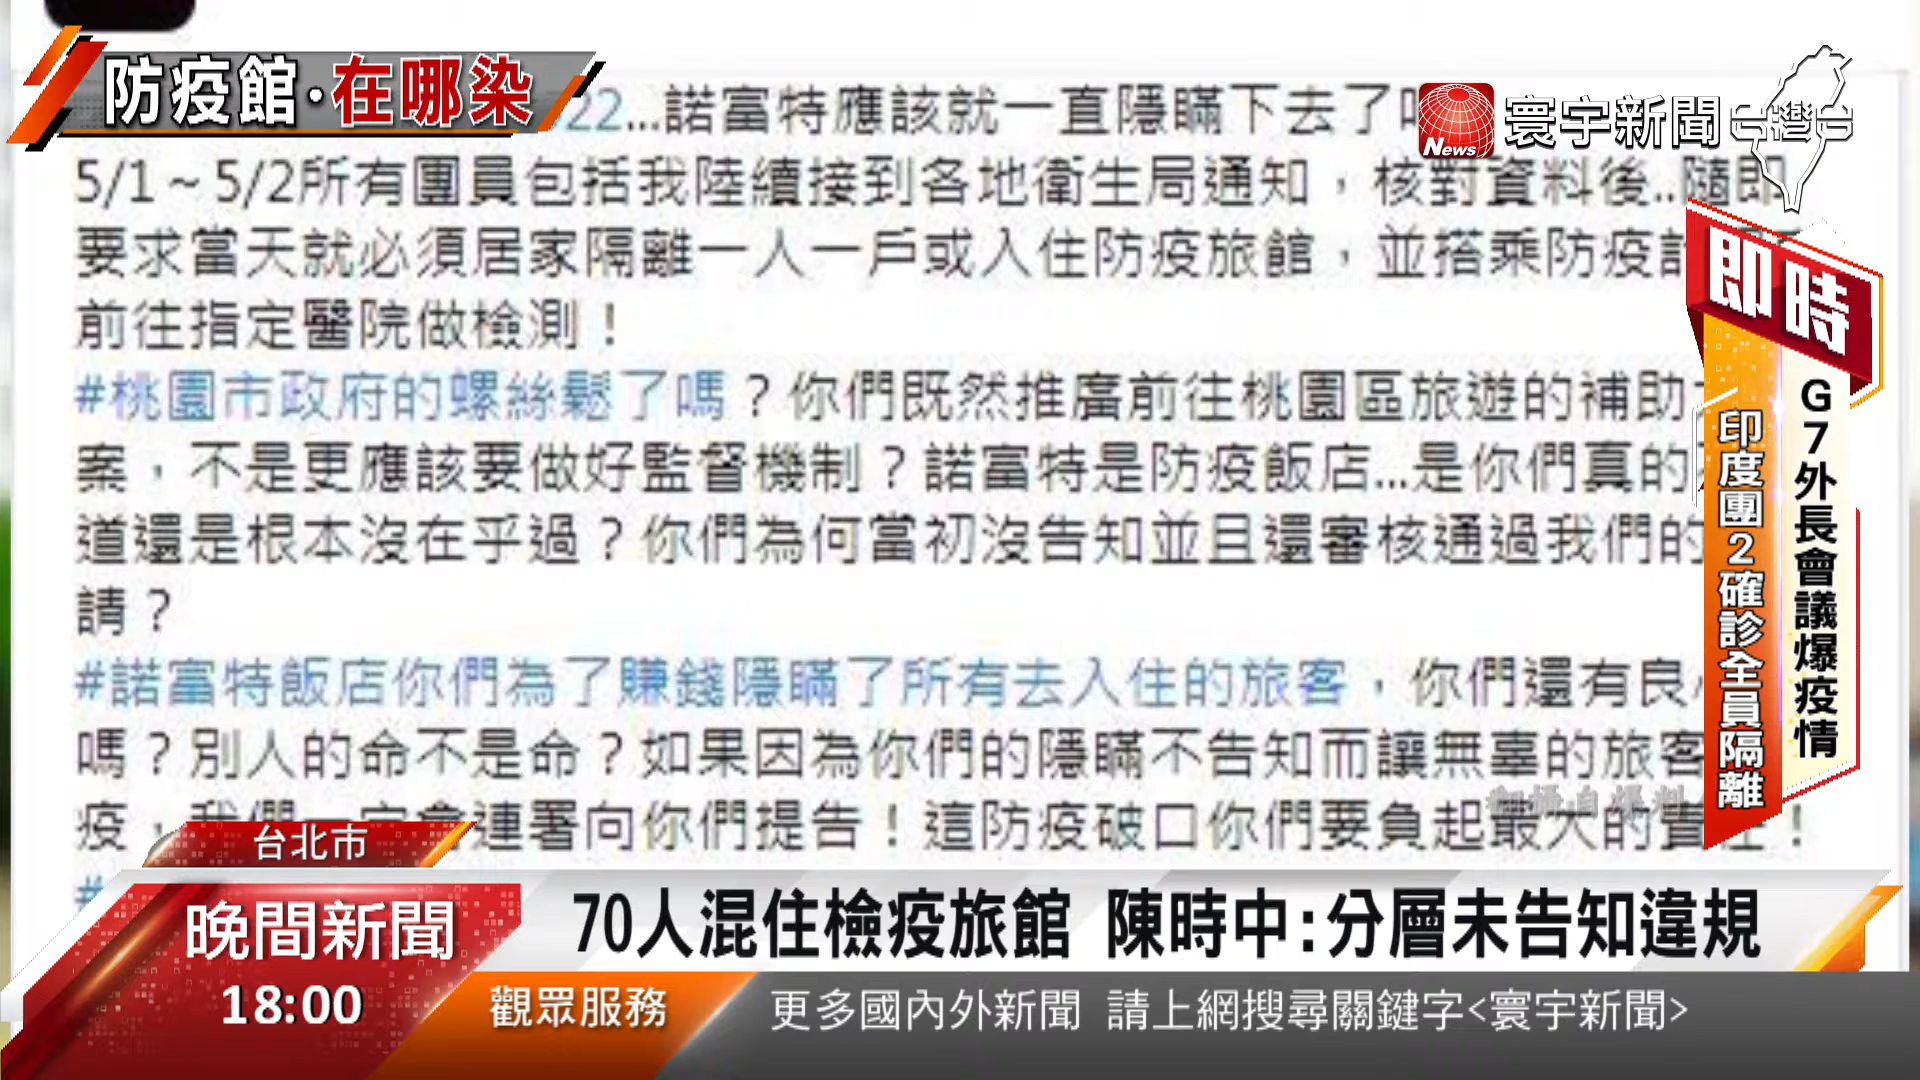 防疫館·在哪染
22...諾富特應該就一直隱瞞下去了
News 寰宇新聞 台灣
5/1～5/2所有團員包括我陸續接到各地衛生局通知，核對資料後..隨即
要求當天就必須居家隔離一人一戶或入住防疫旅館，並搭乘防疫
前往指定醫院做檢測！
#桃園市政府的螺絲鬆了嗎？你們既然推廣前往桃園區旅遊的補助
案，不是更應該要做好監督機制？諾富特是防疫飯店...是你們真的
道還是根本沒在乎過？你們為何當初沒告知並且還審核通過我們的
請？
#諾富特飯店你們為了賺錢隱瞞了所有去入住的旅客，你們還有良
嗎？別人的命不是命？如果因為你們的隱瞞不告知而讓無辜的旅客
疫，我們一定會連署向你們提告！這防疫破口你們要負起最大的責任！
#
即時
G7外長會議爆疫情
印度團2確診全員隔離
台北市
晚間新聞
70人混住檢疫旅館 陳時中:分層未告知違規
18:00
觀眾服務
更多國內外新聞 請上網搜尋關鍵字<寰宇新聞>